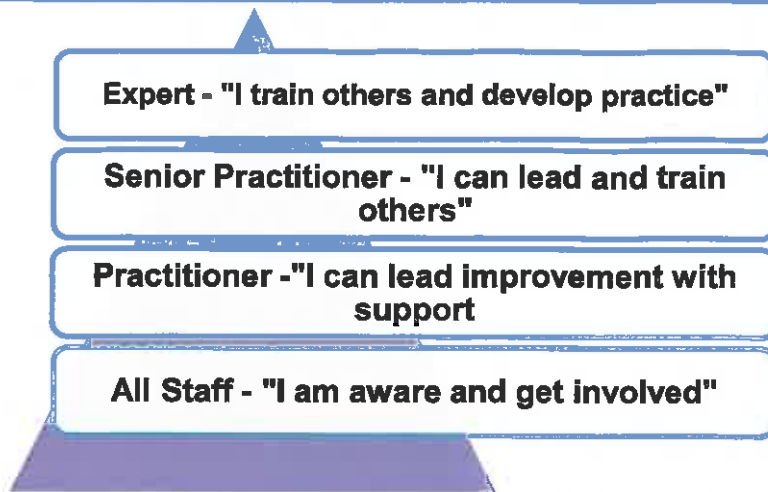 Expert - "I train others and develop practice"
Senior Practitioner - "I can lead and train
others"
Practitioner -"I can lead improvement with
support
All Staff - "I am aware and get involved"